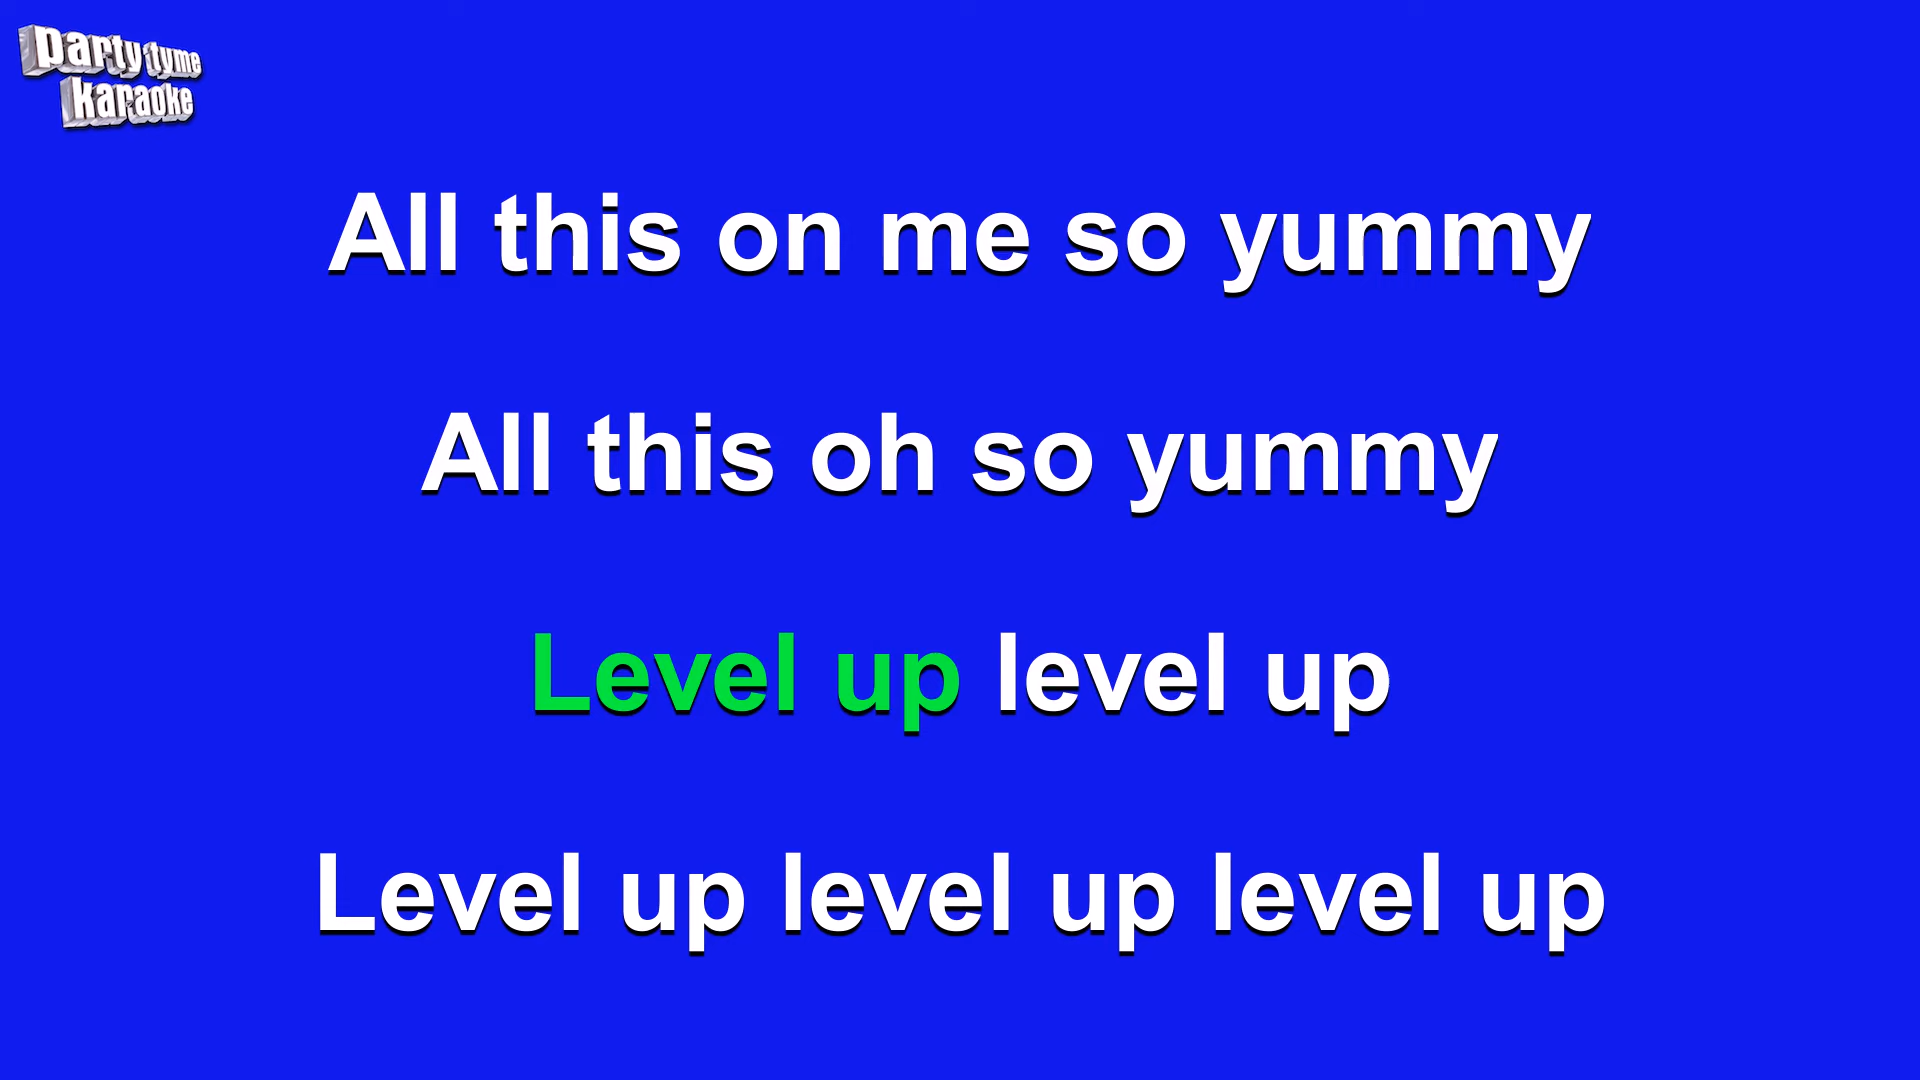 party tyme
karaoke
All this on me so yummy
All this oh so yummy
Level up level up
Level up level up level up